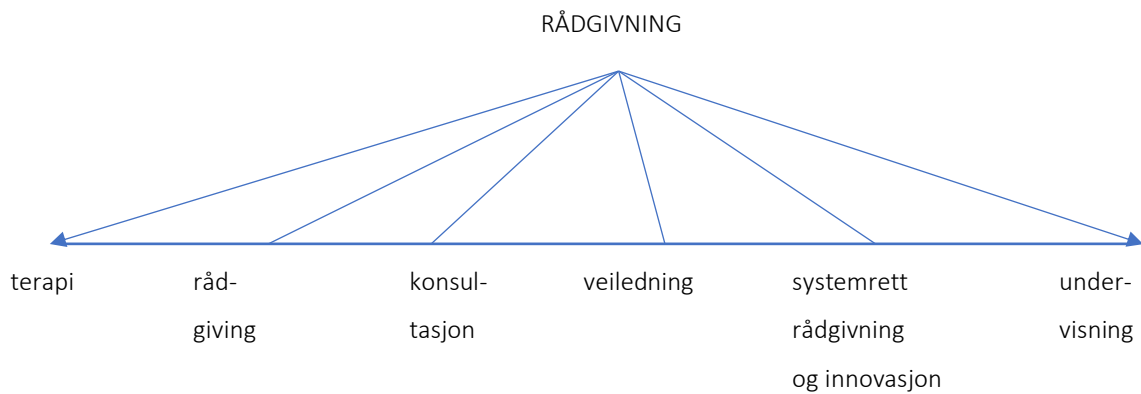 RÅDGIVNING
terapi
råd-
giving
konsul-
tasjon
veiledning
systemrett
rådgivning
og innovasjon
under-
visning